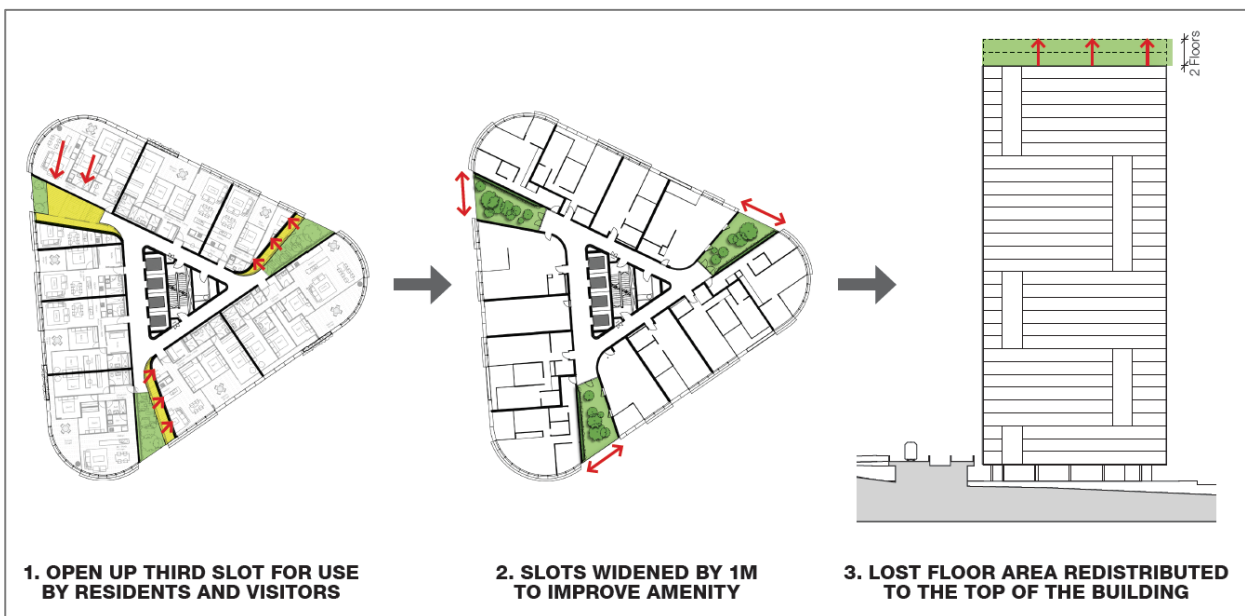 2 Floors
1. OPEN UP THIRD SLOT FOR USE
BY RESIDENTS AND VISITORS
2. SLOTS WIDENED BY 1M
TO IMPROVE AMENITY
3. LOST FLOOR AREA REDISTRIBUTED
TO THE TOP OF THE BUILDING